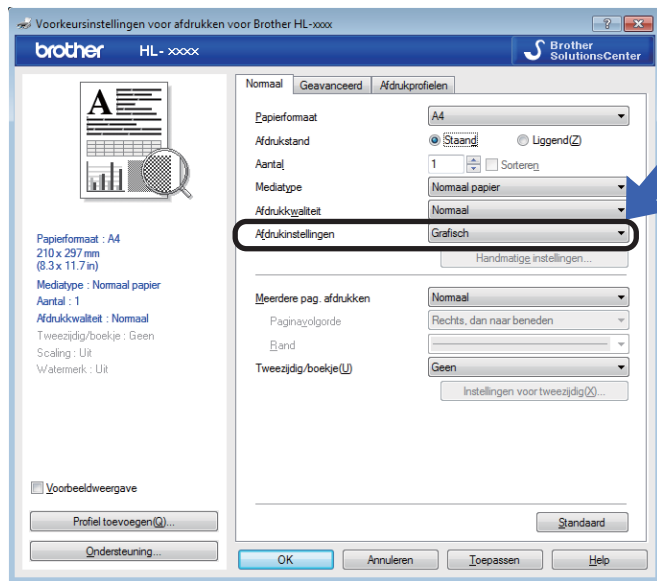 Voorkeursinstellingen voor afdrukken voor Brother HL-xxxx
brother HL- xxxx
Brother
SolutionsCenter
Normaal Geavanceerd Afdrukprofielen
A
Papierformaat A4
Afdrukstand Staand Liggend(Z)
Aantal 1 Sorteren
Mediatype Normaal papier
Afdrukkwaliteit Normaal
Afdrukinstellingen Grafisch
Handmatige instellingen...
Meerdere pag. afdrukken Normaal
Paginavolgorde Rechts, dan naar beneden
Rand
Tweezijdig/boekje(U) Geen
Instellingen voor tweezijdig(X)...
Papierformaat : A4
210 x 297 mm
(8.3 x 11.7 in)
Mediatype : Normaal papier
Aantal : 1
Afdrukkwaliteit : Normaal
Tweezijdig/boekje : Geen
Scaling : Uit
Watermerk : Uit
Voorbeeldweergave
Profiel toevoegen(Q)...
Ondersteuning...
Standaard
OK Annuleren Toepassen Help